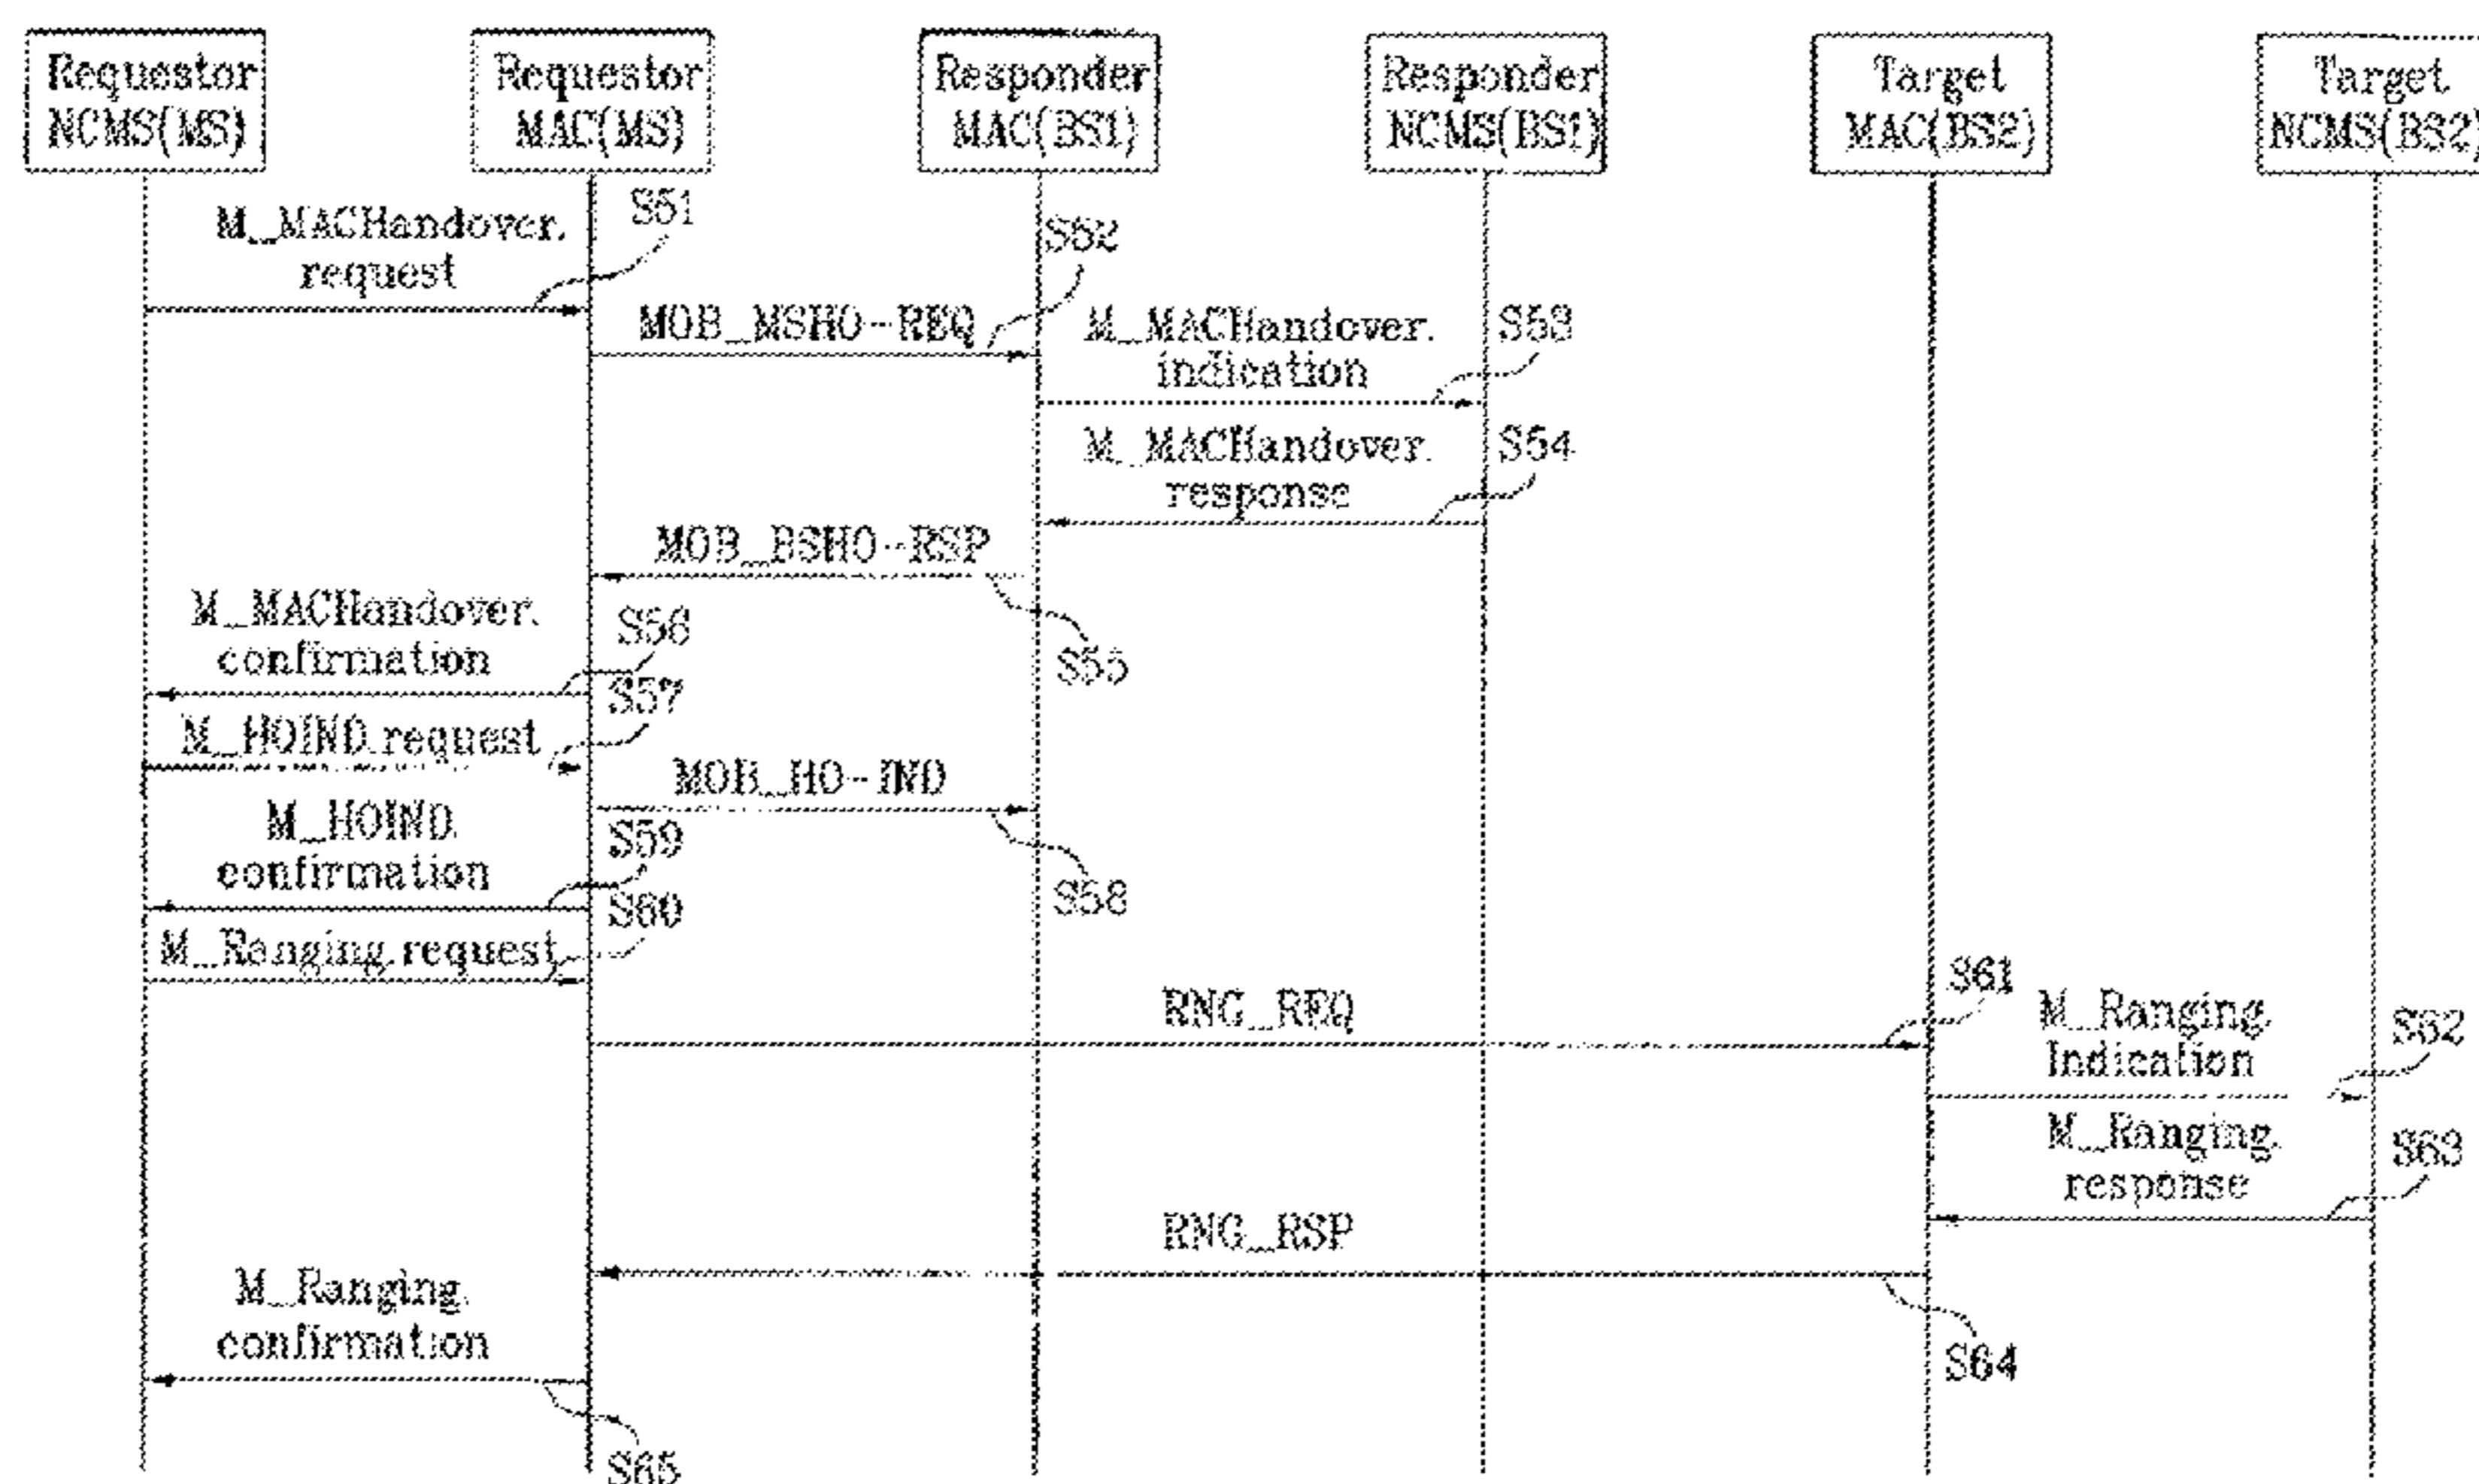 Requestor
NCMS(MS)
Requestor
MAC(MS)
Responder
MAC(BS1)
Responder
NCMS(BS1)
Target
MAC(BS2)
Target
NCMS(BS2)
M_MACHandover.
request
S51
MOB_MSHO-REQ
S52
M_MACHandover.
indication
S53
M_MACHandover.
response
S54
MOB_BSHO-RSP
S55
M_MACHandover.
confirmation
S56
M_HOIND.request
S57
MOB_HO-IND
S58
M_HOIND.
confirmation
S59
M_Ranging.request
S60
RNG_REQ
S61
M_Ranging.
Indication
S62
M_Ranging.
response
S63
RNG_RSP
S64
M_Ranging.
confirmation
S65